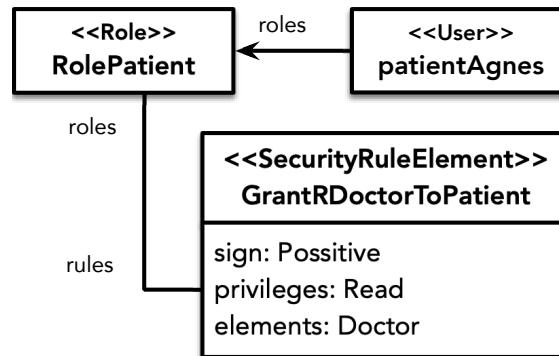 <<Role>>
RolePatient
roles
<<User>>
patientAgnes
roles
rules
<<SecurityRuleElement>>
GrantRDoctorToPatient
sign: Possitive
privileges: Read
elements: Doctor